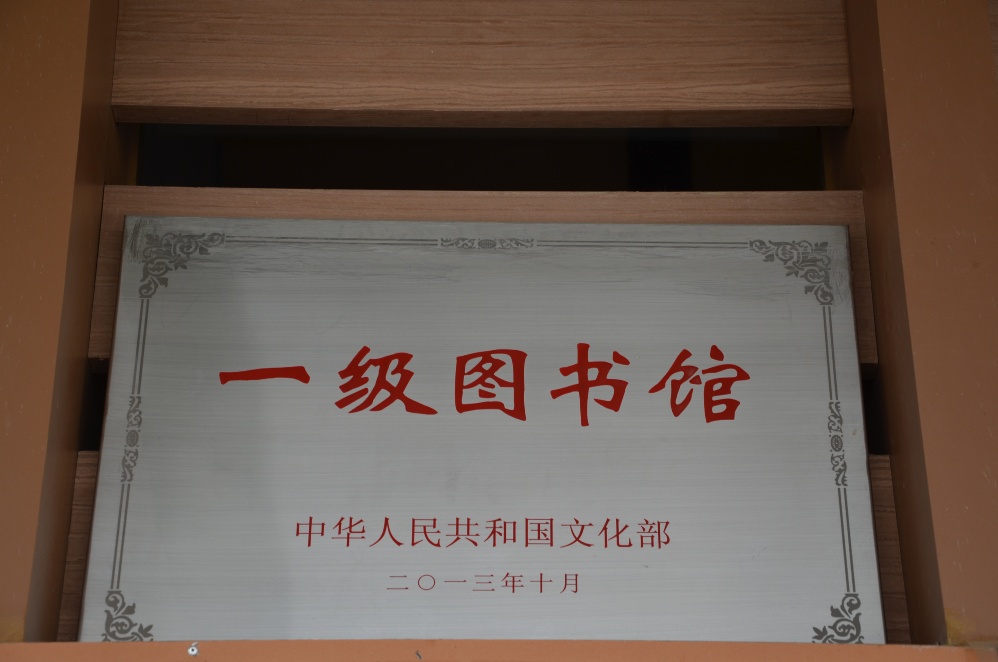 一级图书馆
中华人民共和国文化部
二〇一三年十月